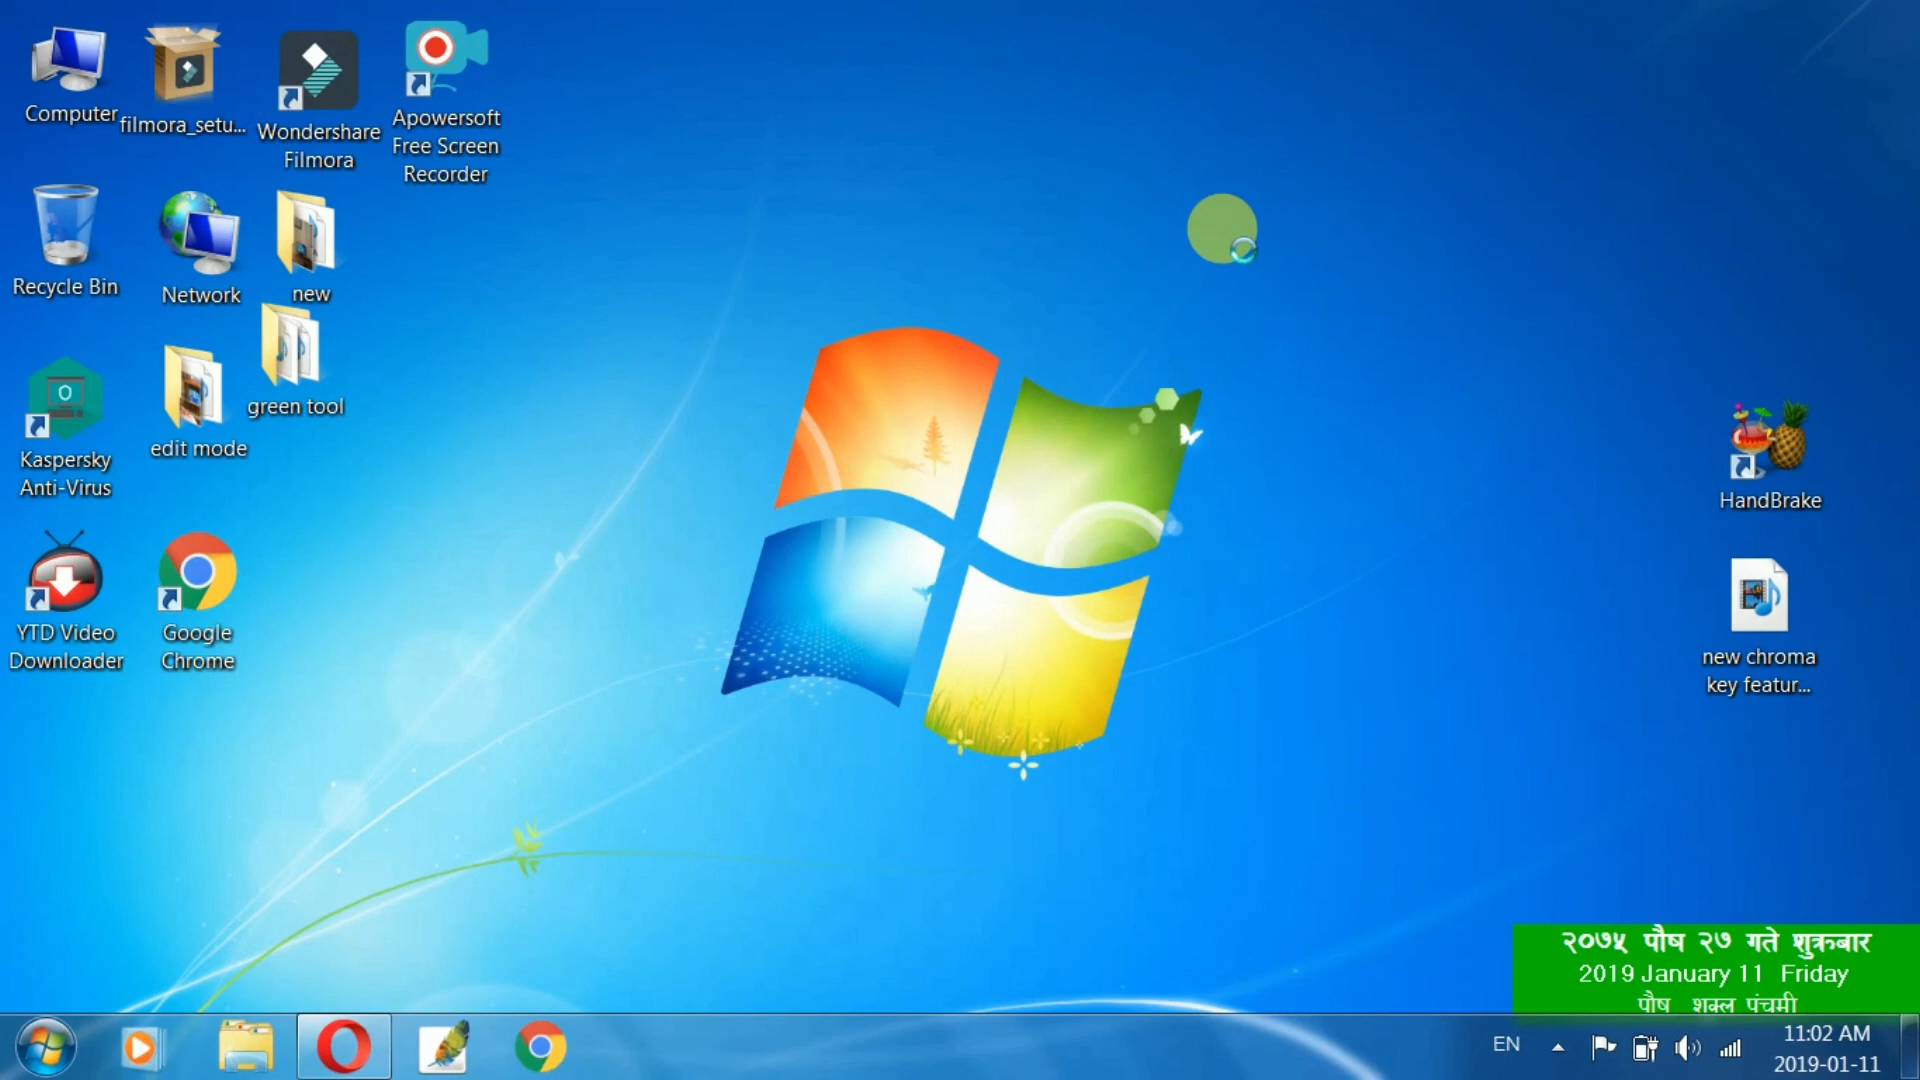 Computer
filmora_setu...
Wondershare
Filmora
Apowersoft
Free Screen
Recorder
Recycle Bin
Network
new
green tool
edit mode
Kaspersky
Anti-Virus
YTD Video
Downloader
Google
Chrome
HandBrake
new chroma
key featur...
२०७५ पौष २७ गते शुक्रबार
2019 January 11 Friday
पौष शुक्ल पंचमी
EN
11:02 AM
2019-01-11